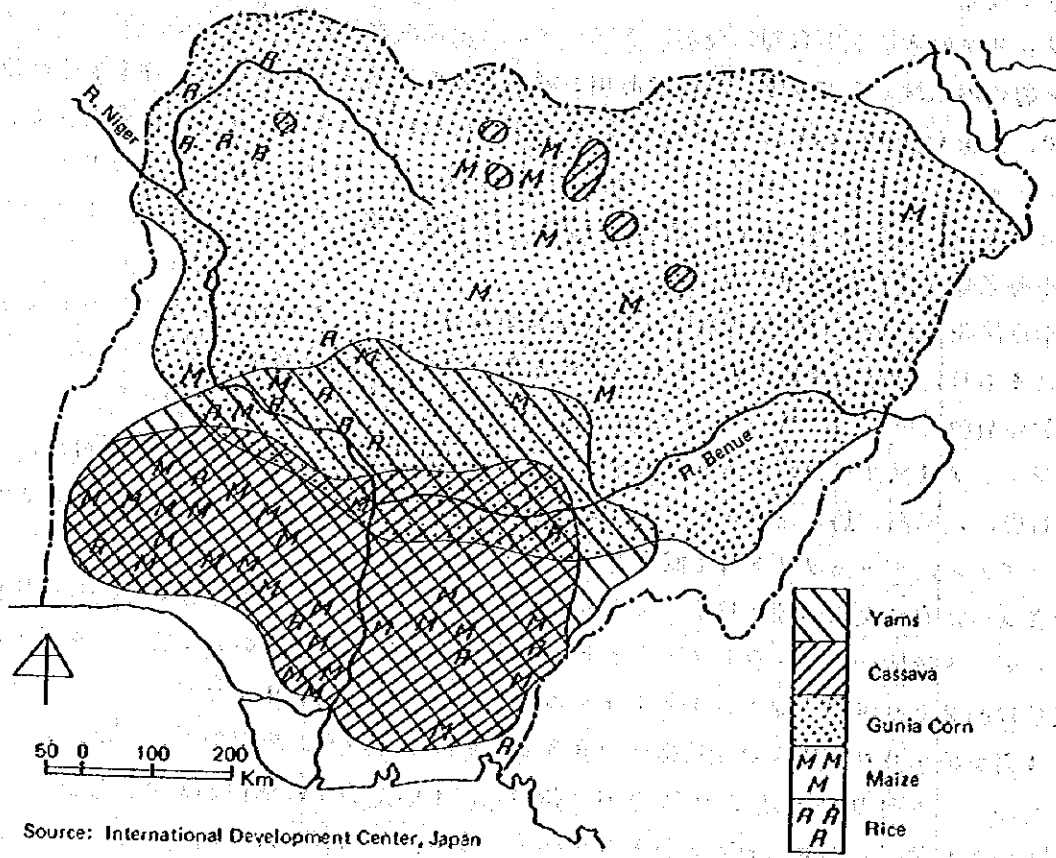 R. Niger
R. Benue
Yams
Cassava
Gunia Corn
M M
M
Maize
R R
R
Rice
50 0 100 200
Km
Source: International Development Center, Japan